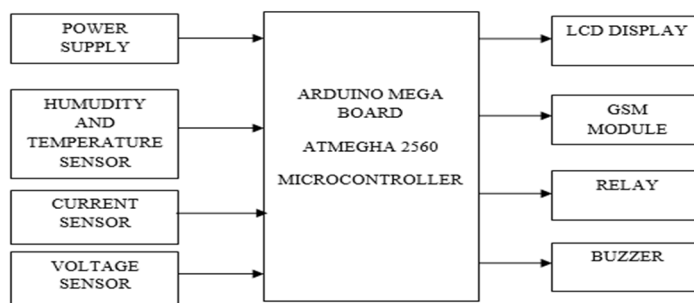 POWER
SUPPLY
HUMUDITY
AND
TEMPERATURE
SENSOR
CURRENT
SENSOR
VOLTAGE
SENSOR
ARDUINO MEGA
BOARD
ATMEGHA 2560
MICROCONTROLLER
LCD DISPLAY
GSM
MODULE
RELAY
BUZZER